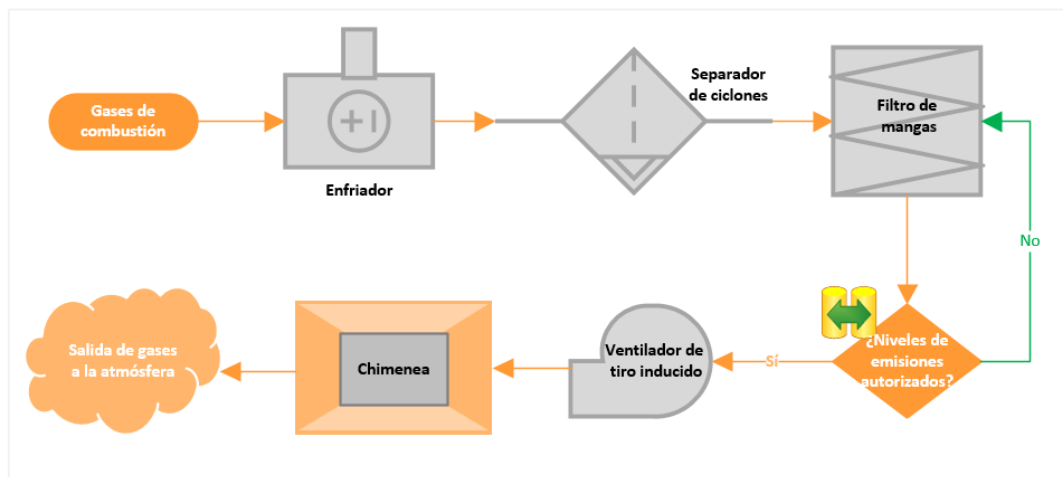 Gases de
combustión
Enfriador
Separador
de ciclones
Filtro de
mangas
No
¿Niveles de
emisiones
autorizados?
Sí
Ventilador de
tiro inducido
Chimenea
Salida de gases
a la atmósfera